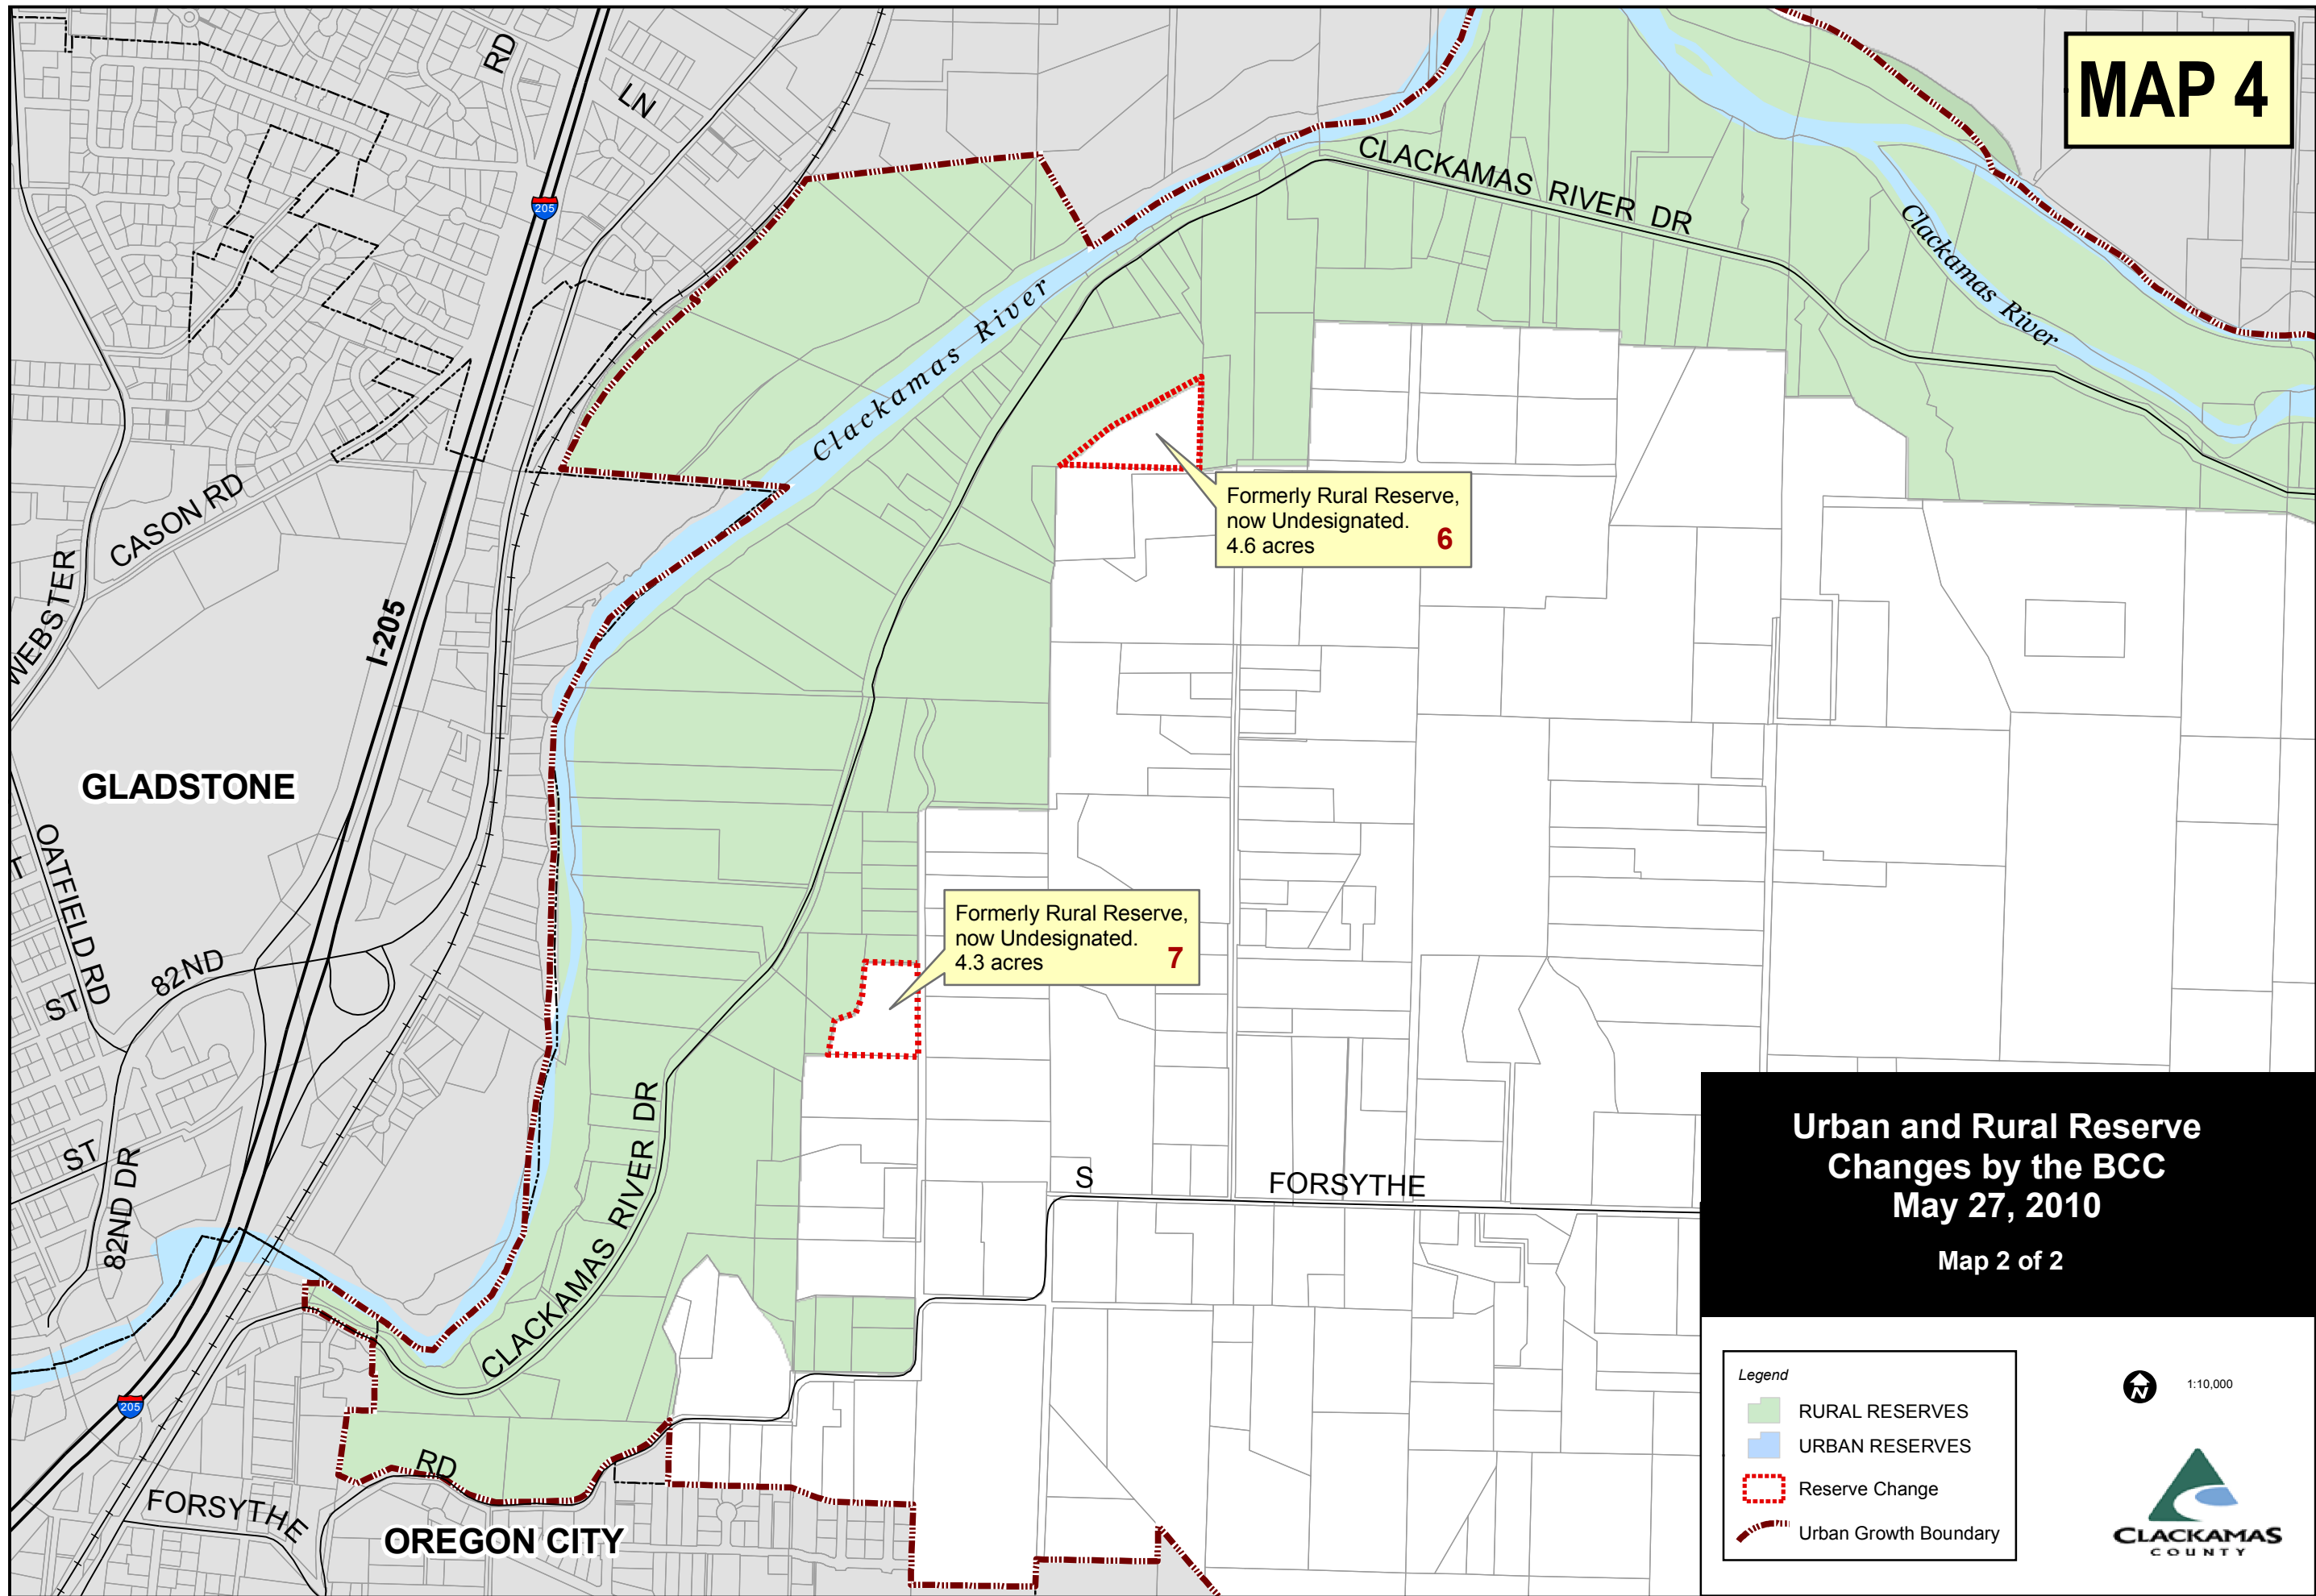 MAP 4
RD
LN
205
CLACKAMAS RIVER DR
Clackamas River
Clackamas River
CASON RD
WEBSTER
I-205
Formerly Rural Reserve,
now Undesignated.
4.6 acres
6
GLADSTONE
OATFIELD RD
T
ST
82ND
Formerly Rural Reserve,
now Undesignated.
4.3 acres
7
ST
82ND DR
CLACKAMAS RIVER DR
S FORSYTHE
205
RD
FORSYTHE
OREGON CITY
Urban and Rural Reserve
Changes by the BCC
May 27, 2010
Map 2 of 2
Legend
RURAL RESERVES
URBAN RESERVES
Reserve Change
Urban Growth Boundary
N
1:10,000
CLACKAMAS
COUNTY